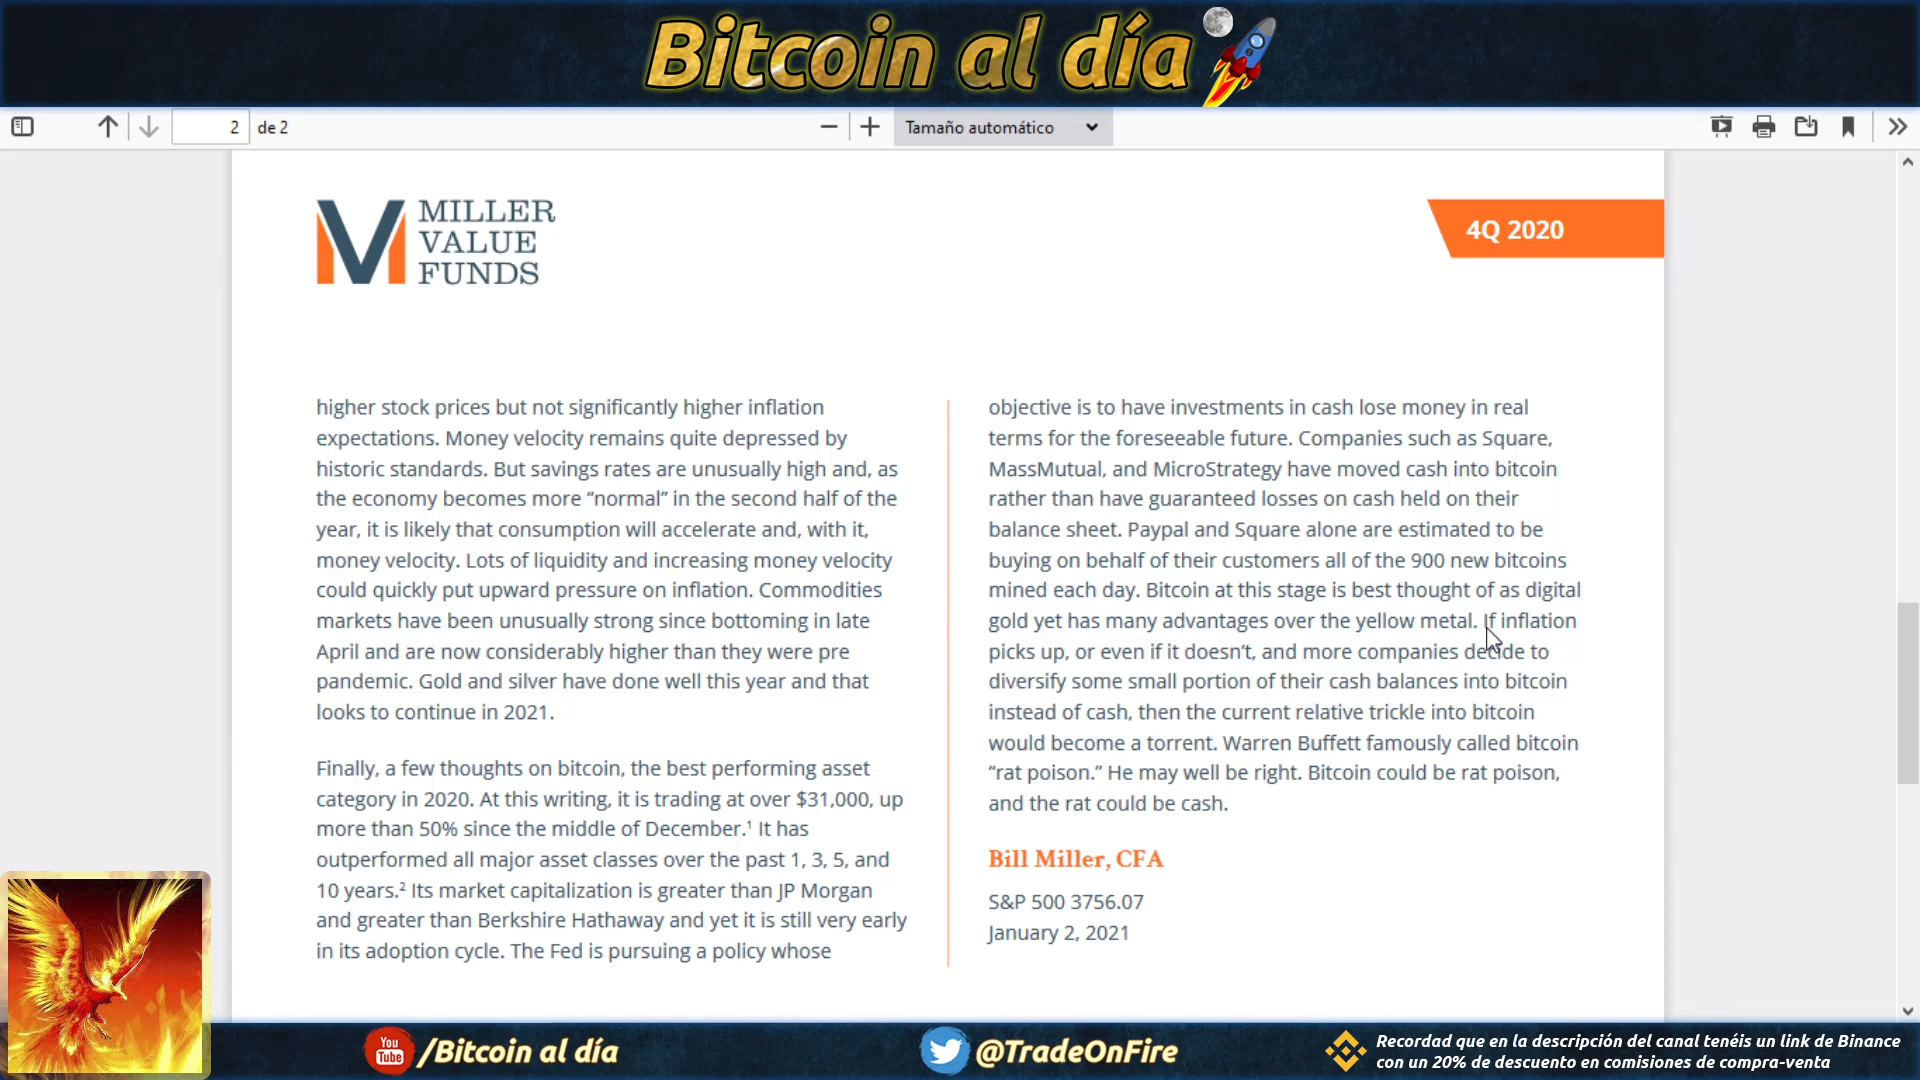 Bitcoin al día
2
de 2
Tamaño automático
MILLER
VALUE
FUNDS
4Q 2020
higher stock prices but not significantly higher inflation
expectations. Money velocity remains quite depressed by
historic standards. But savings rates are unusually high and, as
the economy becomes more “normal” in the second half of the
year, it is likely that consumption will accelerate and, with it,
money velocity. Lots of liquidity and increasing money velocity
could quickly put upward pressure on inflation. Commodities
markets have been unusually strong since bottoming in late
April and are now considerably higher than they were pre
pandemic. Gold and silver have done well this year and that
looks to continue in 2021.
Finally, a few thoughts on bitcoin, the best performing asset
category in 2020. At this writing, it is trading at over $31,000, up
more than 50% since the middle of December.¹ It has
outperformed all major asset classes over the past 1, 3, 5, and
10 years.² Its market capitalization is greater than JP Morgan
and greater than Berkshire Hathaway and yet it is still very early
in its adoption cycle. The Fed is pursuing a policy whose
objective is to have investments in cash lose money in real
terms for the foreseeable future. Companies such as Square,
MassMutual, and MicroStrategy have moved cash into bitcoin
rather than have guaranteed losses on cash held on their
balance sheet. Paypal and Square alone are estimated to be
buying on behalf of their customers all of the 900 new bitcoins
mined each day. Bitcoin at this stage is best thought of as digital
gold yet has many advantages over the yellow metal. If inflation
picks up, or even if it doesn’t, and more companies decide to
diversify some small portion of their cash balances into bitcoin
instead of cash, then the current relative trickle into bitcoin
would become a torrent. Warren Buffett famously called bitcoin
“rat poison.” He may well be right. Bitcoin could be rat poison,
and the rat could be cash.
Bill Miller, CFA
S&P 500 3756.07
January 2, 2021
You
Tube
/Bitcoin al día
@TradeOnFire
Recordad que en la descripción del canal tenéis un link de Binance
con un 20% de descuento en comisiones de compra-venta